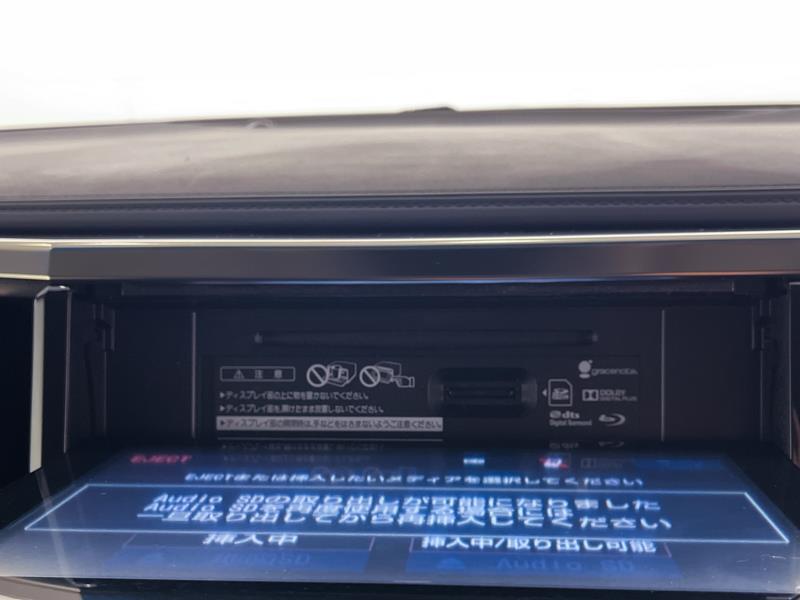 ⚠ 注意
▶ディスプレイ面の上に物を置かないでください。
▶ディスプレイ面を、開けたまま放置しないでください。
▶ディスプレイ面の開閉時は、手などをはさまないようご注意ください。
gracenote
SD
DOLBY
DIGITAL PLUS
dts
Digital Surround
EJECT
EJECTまたは挿入したいメディアを選択してください
Audio SDの取り出しが可能になりました
Audio SDを再度使用する場合には
一旦取り出してから再挿入してください
挿入中
挿入中/取り出し可能
Audio SD